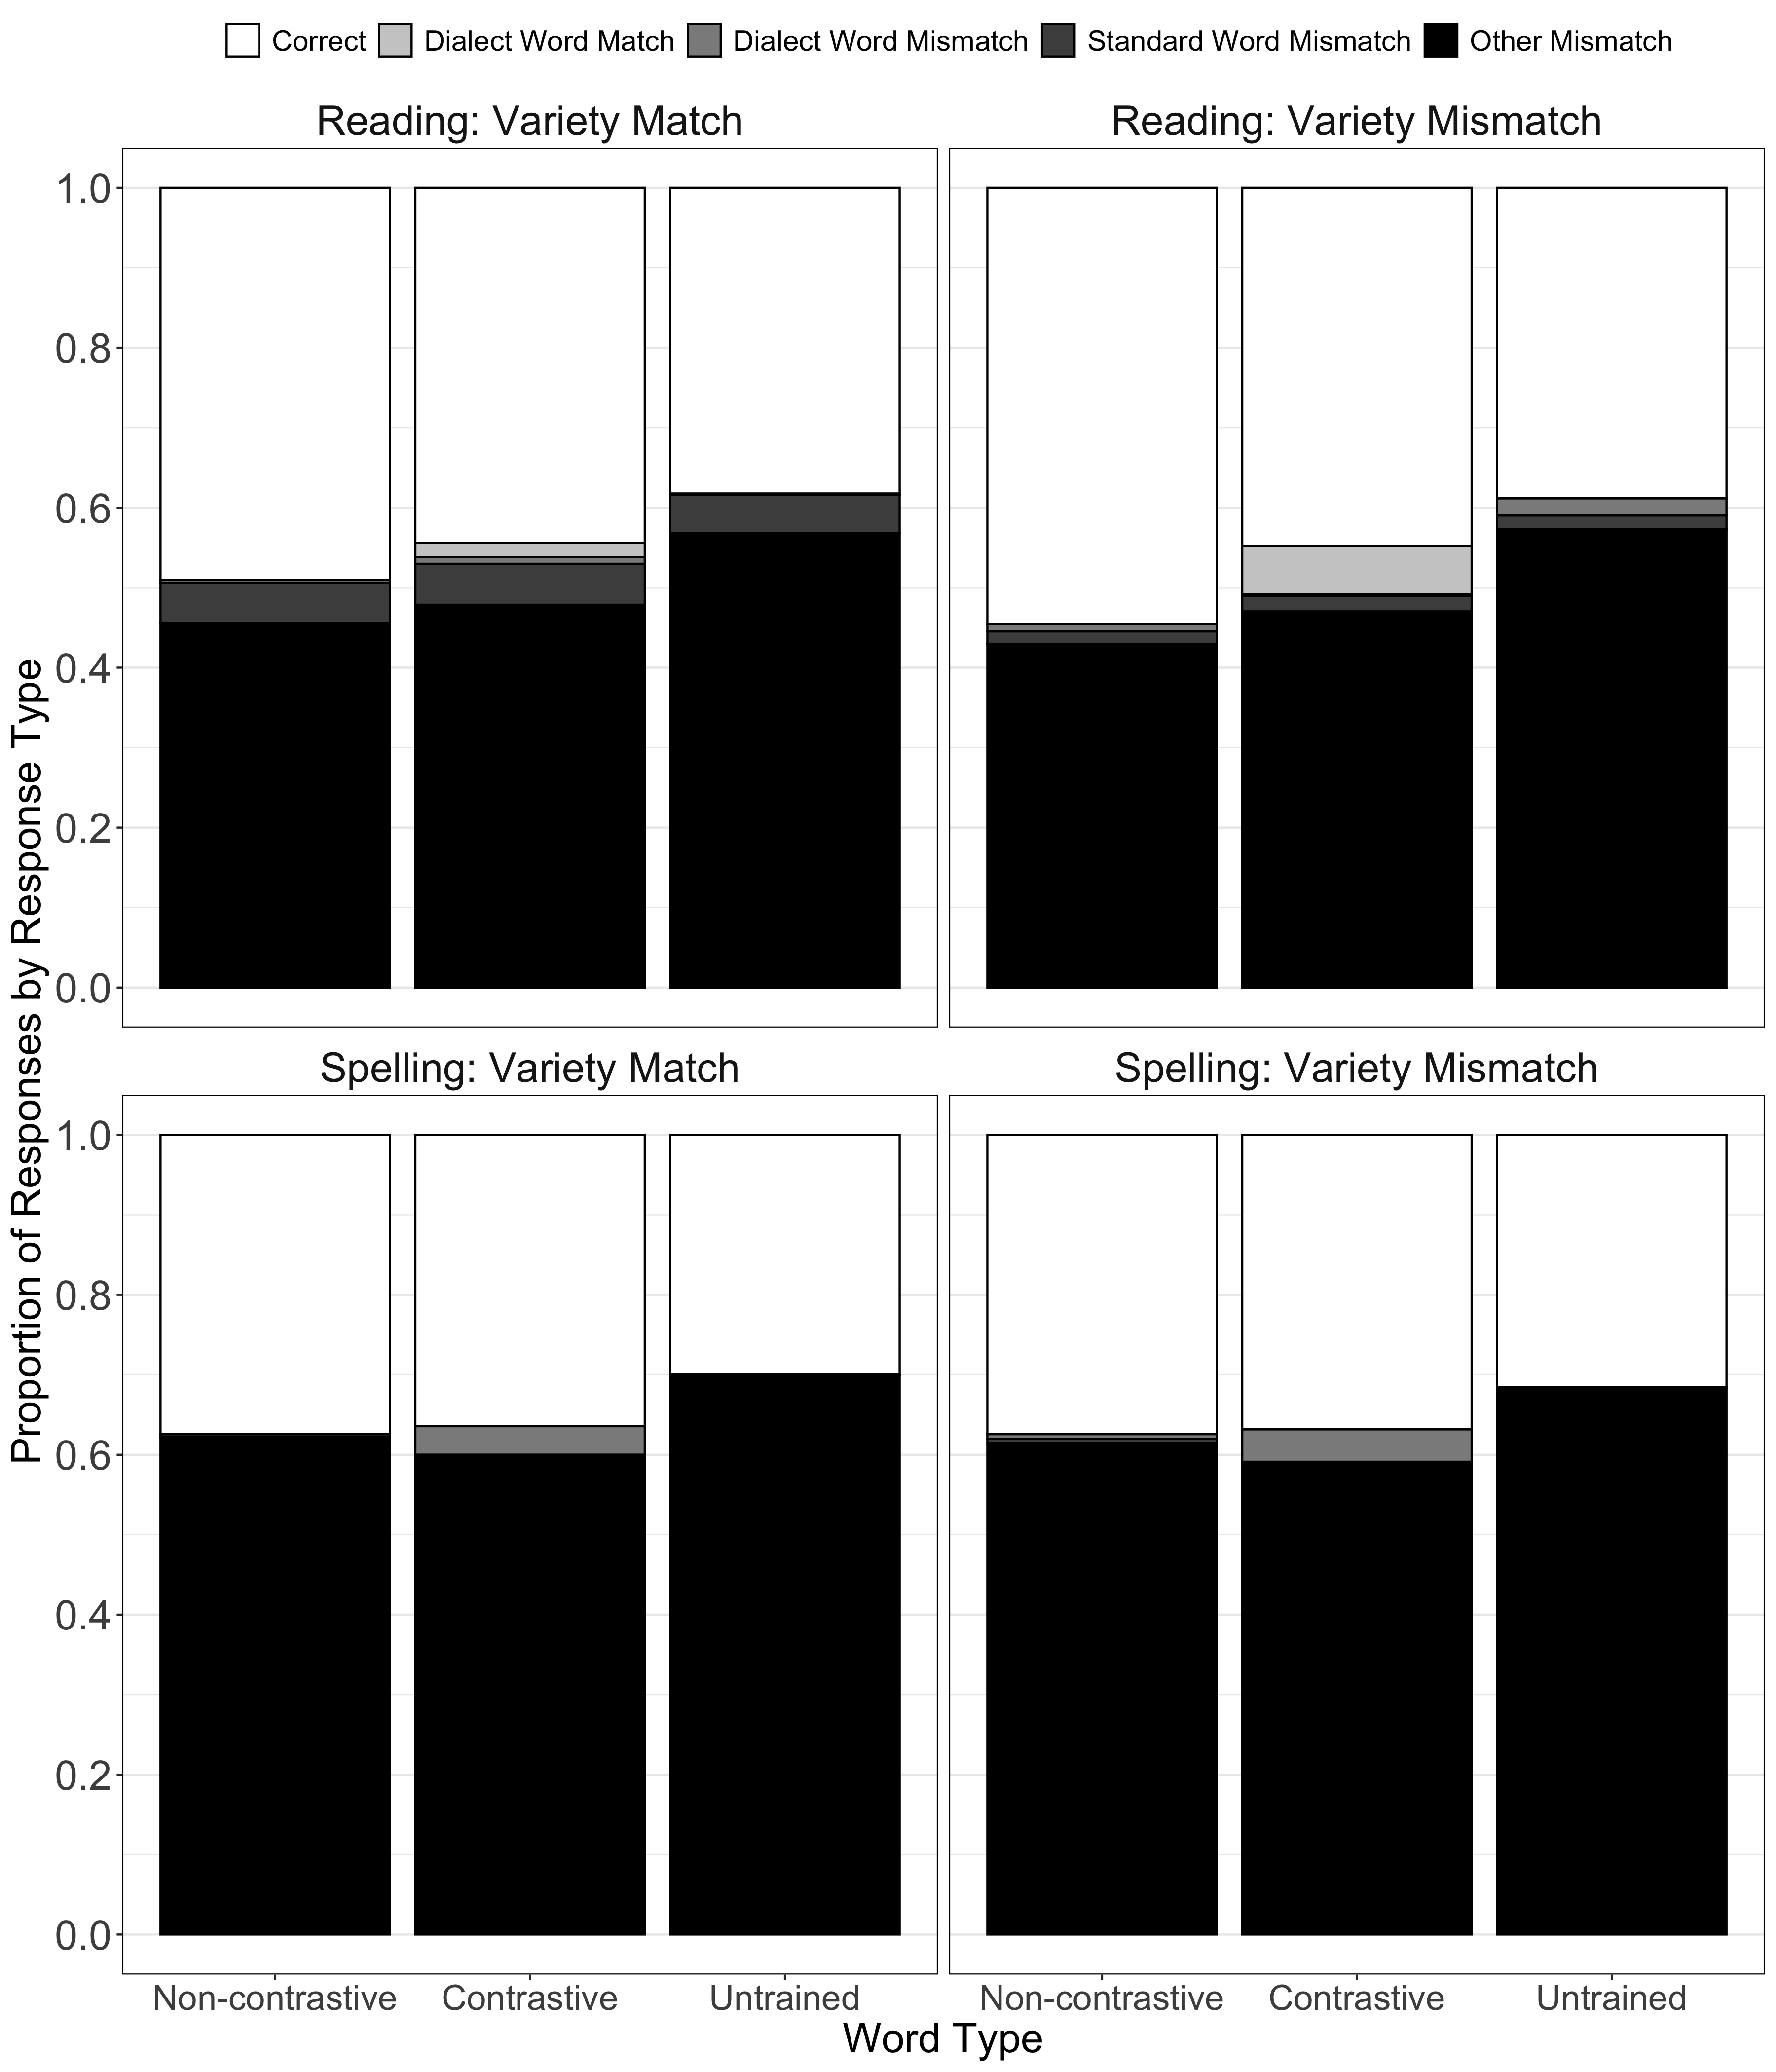 Correct Dialect Word Match Dialect Word Mismatch Standard Word Mismatch Other Mismatch
Reading: Variety Match
Reading: Variety Mismatch
1.0
0.8
0.6
0.4
0.2
0.0
Spelling: Variety Match
Spelling: Variety Mismatch
1.0
0.8
0.6
0.4
0.2
0.0
Proportion of Responses by Response Type
Non-contrastive Contrastive Untrained
Non-contrastive Contrastive Untrained
Word Type